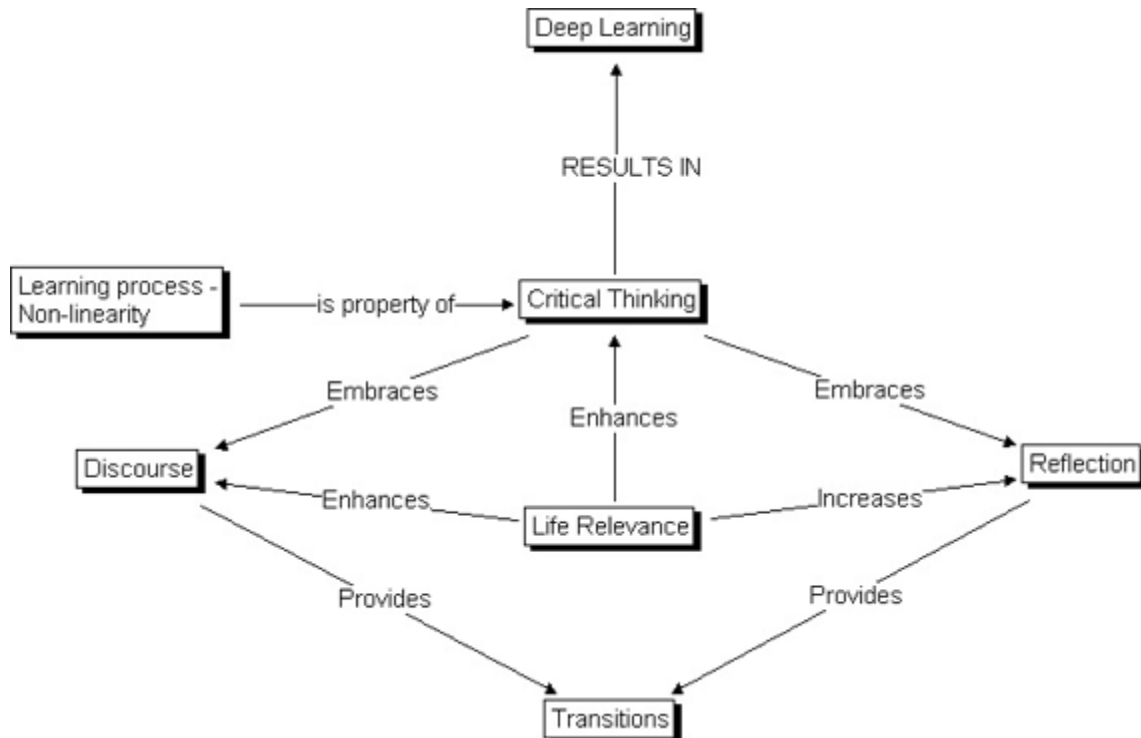 Deep Learning
RESULTS IN
Learning process -
Non-linearity
is property of
Critical Thinking
Embraces
Embraces
Enhances
Discourse
Reflection
Enhances
Increases
Life Relevance
Provides
Provides
Transitions